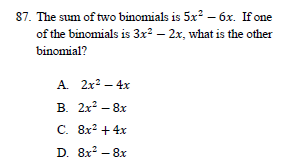 87. The sum of two binomials is 5x² – 6x. If one
of the binomials is 3x² – 2x, what is the other
binomial?
A. 2x² – 4x
B. 2x² – 8x
C. 8x² + 4x
D. 8x² – 8x